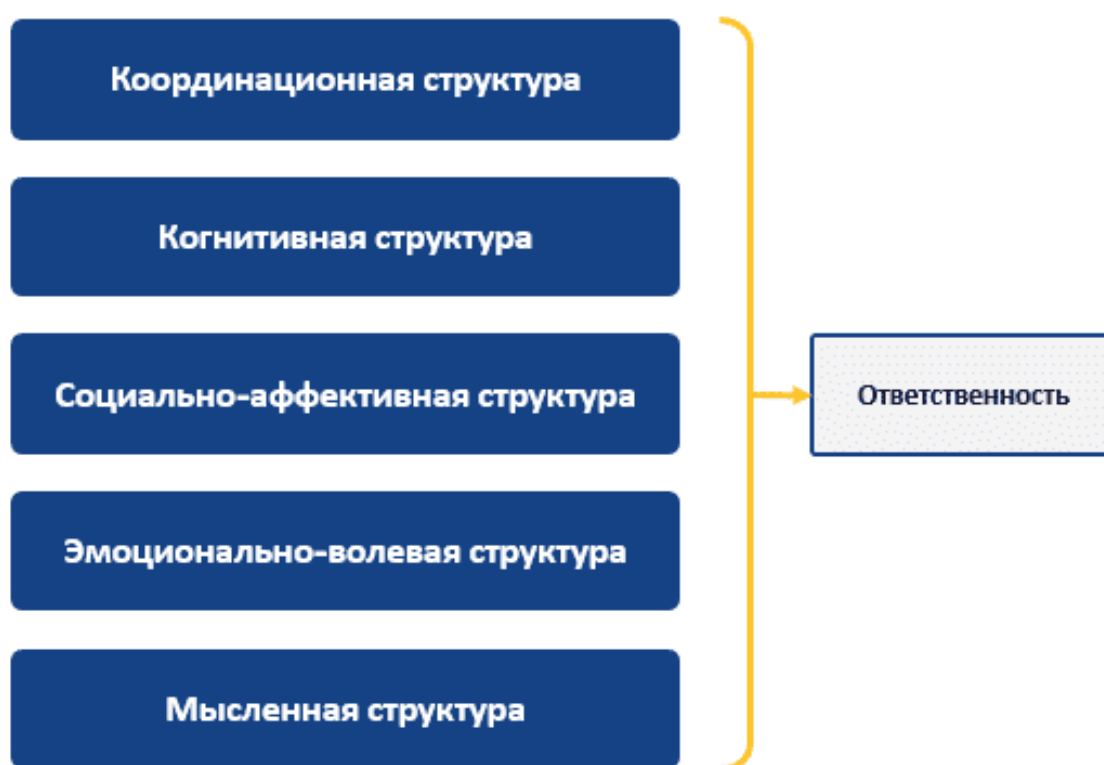 Координационная структура
Когнитивная структура
Социально-аффективная структура
Ответственность
Эмоционально-волевая структура
Мысленная структура